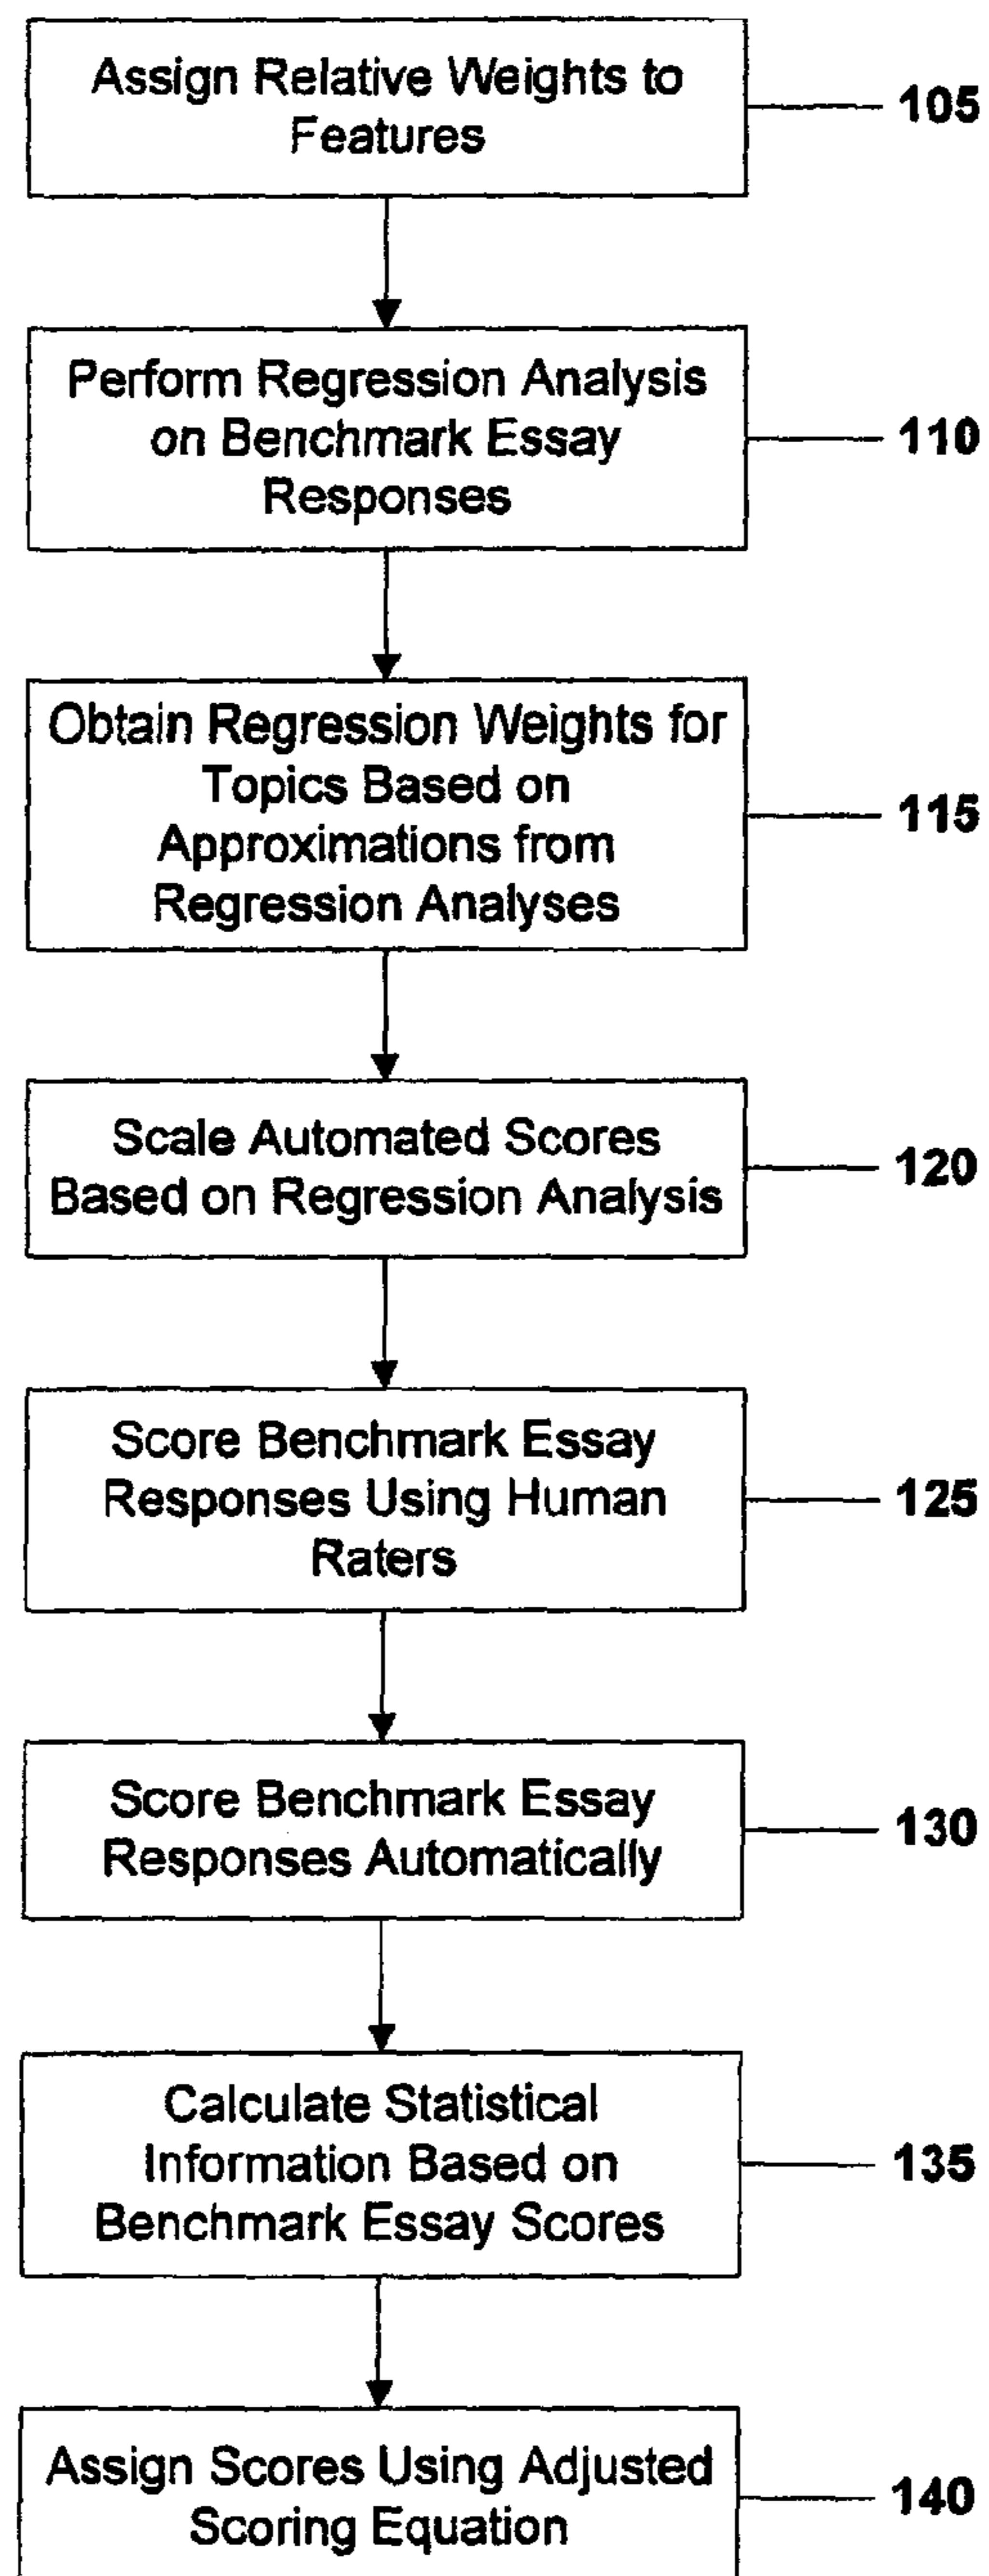 Assign Relative Weights to
Features
105
Perform Regression Analysis
on Benchmark Essay
Responses
110
Obtain Regression Weights for
Topics Based on
Approximations from
Regression Analyses
115
Scale Automated Scores
Based on Regression Analysis
120
Score Benchmark Essay
Responses Using Human
Raters
125
Score Benchmark Essay
Responses Automatically
130
Calculate Statistical
Information Based on
Benchmark Essay Scores
135
Assign Scores Using Adjusted
Scoring Equation
140